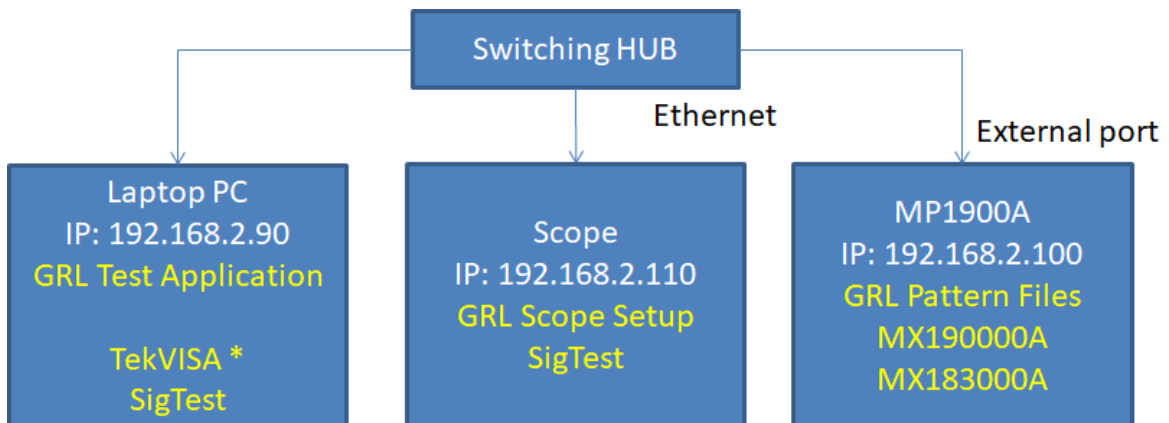 Switching HUB
Ethernet
External port
Laptop PC
IP: 192.168.2.90
GRL Test Application
TekVISA *
SigTest
Scope
IP: 192.168.2.110
GRL Scope Setup
SigTest
MP1900A
IP: 192.168.2.100
GRL Pattern Files
MX190000A
MX183000A